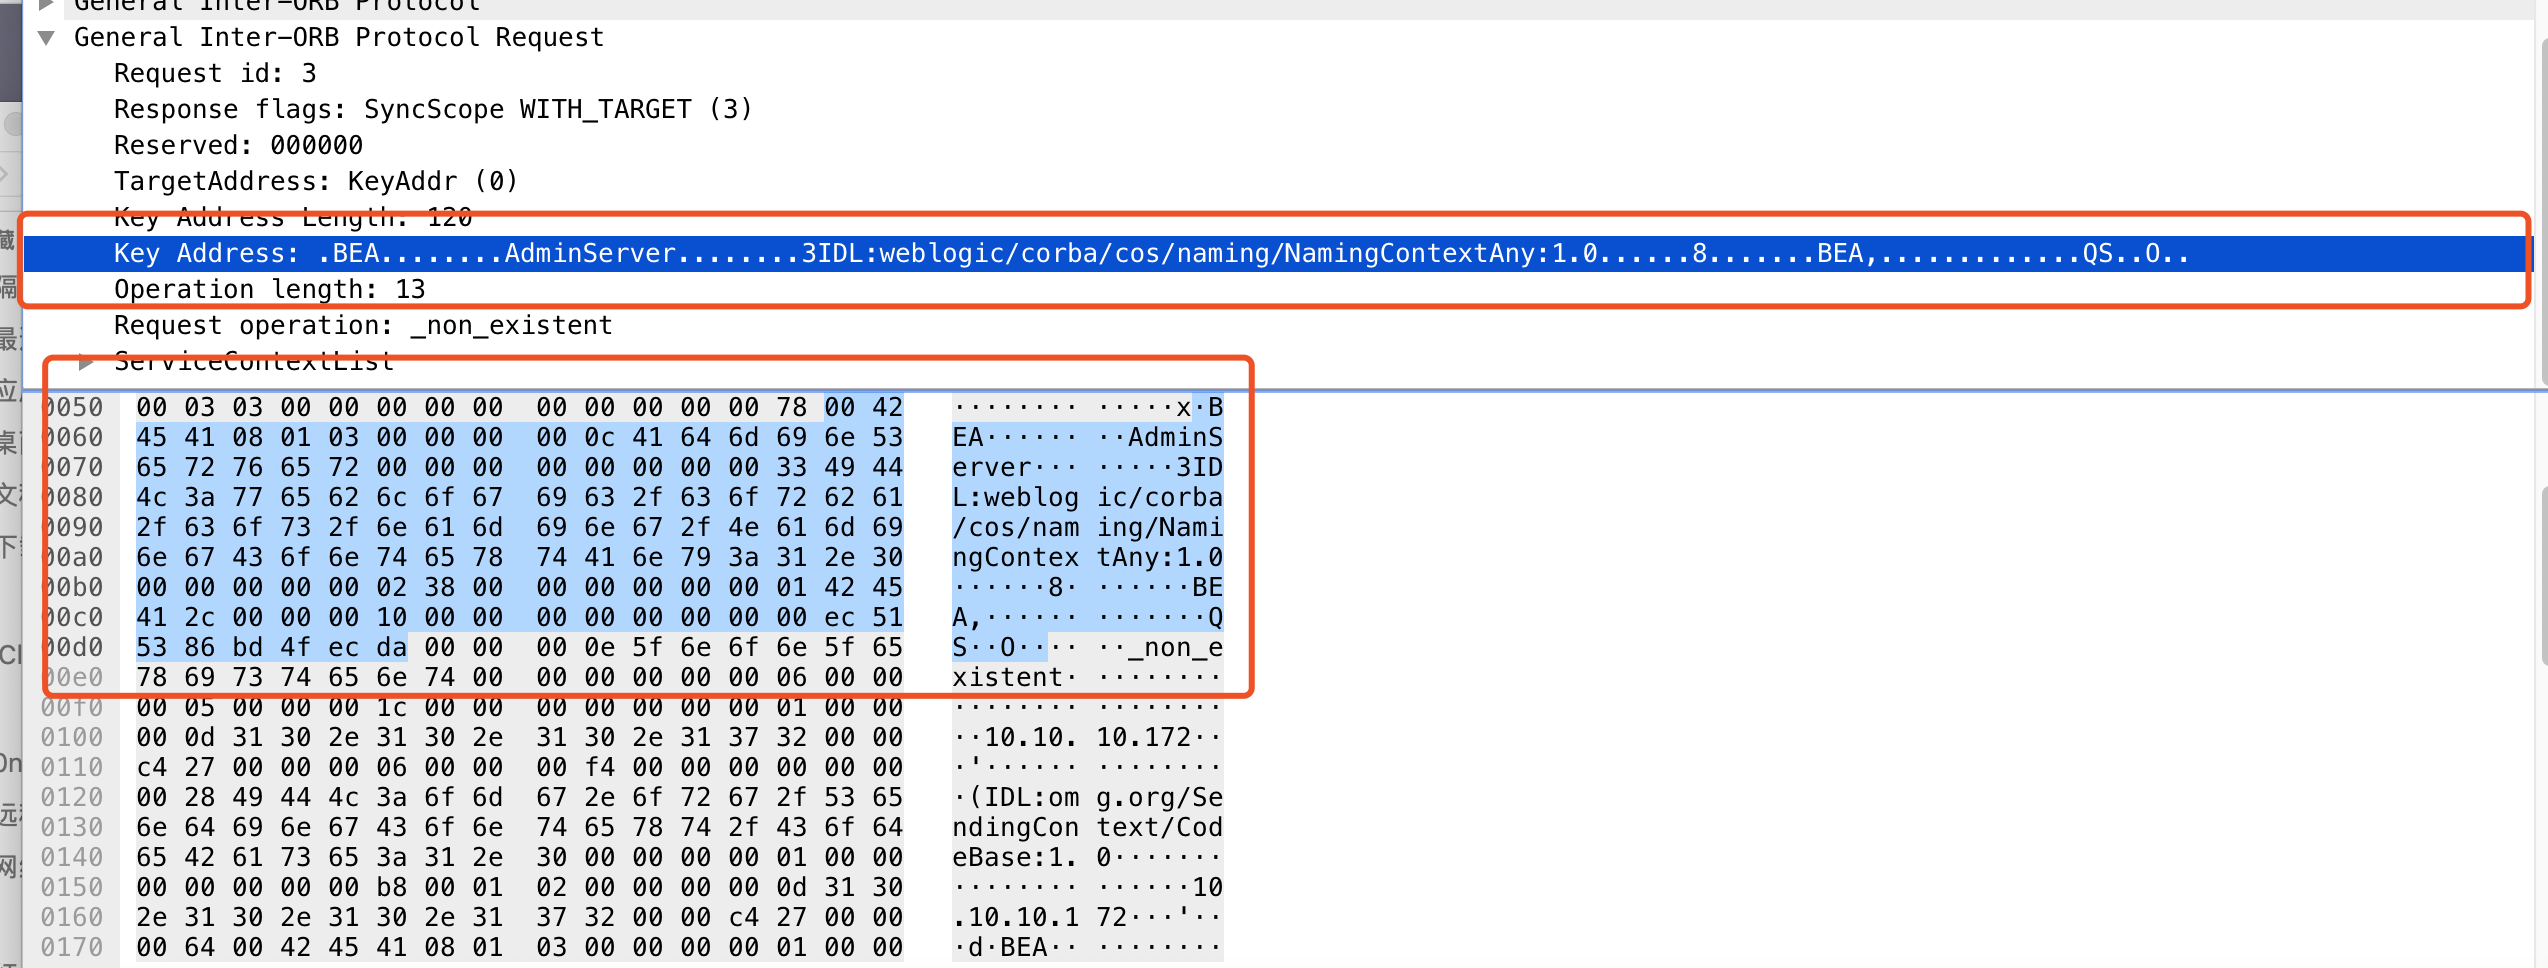 General Inter-ORB Protocol
General Inter-ORB Protocol Request
Request id: 3
Response flags: SyncScope WITH_TARGET (3)
Reserved: 000000
TargetAddress: KeyAddr (0)
Key Address Length: 120
Key Address: .BEA........AdminServer........3IDL:weblogic/corba/cos/naming/NamingContextAny:1.0......8.......BEA,.............QS..O..
Operation length: 13
Request operation: _non_existent
ServiceContextList
0050 00 03 03 00 00 00 00 00 00 00 00 00 00 78 00 42 ········ ·····x·B
0060 45 41 08 01 03 00 00 00 00 0c 41 64 6d 69 6e 53 EA······ ··AdminS
0070 65 72 76 65 72 00 00 00 00 00 00 00 00 33 49 44 erver··· ·····3ID
0080 4c 3a 77 65 62 6c 6f 67 69 63 2f 63 6f 72 62 61 L:weblog ic/corba
0090 2f 63 6f 73 2f 6e 61 6d 69 6e 67 2f 4e 61 6d 69 /cos/nam ing/Nami
00a0 6e 67 43 6f 6e 74 65 78 74 41 6e 79 3a 31 2e 30 ngContex tAny:1.0
00b0 00 00 00 00 00 02 38 00 00 00 00 00 00 01 42 45 ······8· ······BE
00c0 41 2c 00 00 00 10 00 00 00 00 00 00 00 00 ec 51 A,······ ·······Q
00d0 53 86 bd 4f ec da 00 00 00 0e 5f 6e 6f 6e 5f 65 S··O···· ··_non_e
00e0 78 69 73 74 65 6e 74 00 00 00 00 00 00 06 00 00 xistent· ········
00f0 00 05 00 00 00 1c 00 00 00 00 00 00 00 01 00 00 ········ ········
0100 00 0d 31 30 2e 31 30 2e 31 30 2e 31 37 32 00 00 ··10.10. 10.172··
0110 c4 27 00 00 00 06 00 00 00 f4 00 00 00 00 00 00 ·'······ ········
0120 00 28 49 44 4c 3a 6f 6d 67 2e 6f 72 67 2f 53 65 ·(IDL:om g.org/Se
0130 6e 64 69 6e 67 43 6f 6e 74 65 78 74 2f 43 6f 64 ndingCon text/Cod
0140 65 42 61 73 65 3a 31 2e 30 00 00 00 00 01 00 00 eBase:1. 0·······
0150 00 00 00 00 00 b8 00 01 02 00 00 00 00 0d 31 30 ········ ······10
0160 2e 31 30 2e 31 30 2e 31 37 32 00 00 c4 27 00 00 .10.10.1 72···'··
0170 00 64 00 42 45 41 08 01 03 00 00 00 00 01 00 00 ·d·BEA·· ········